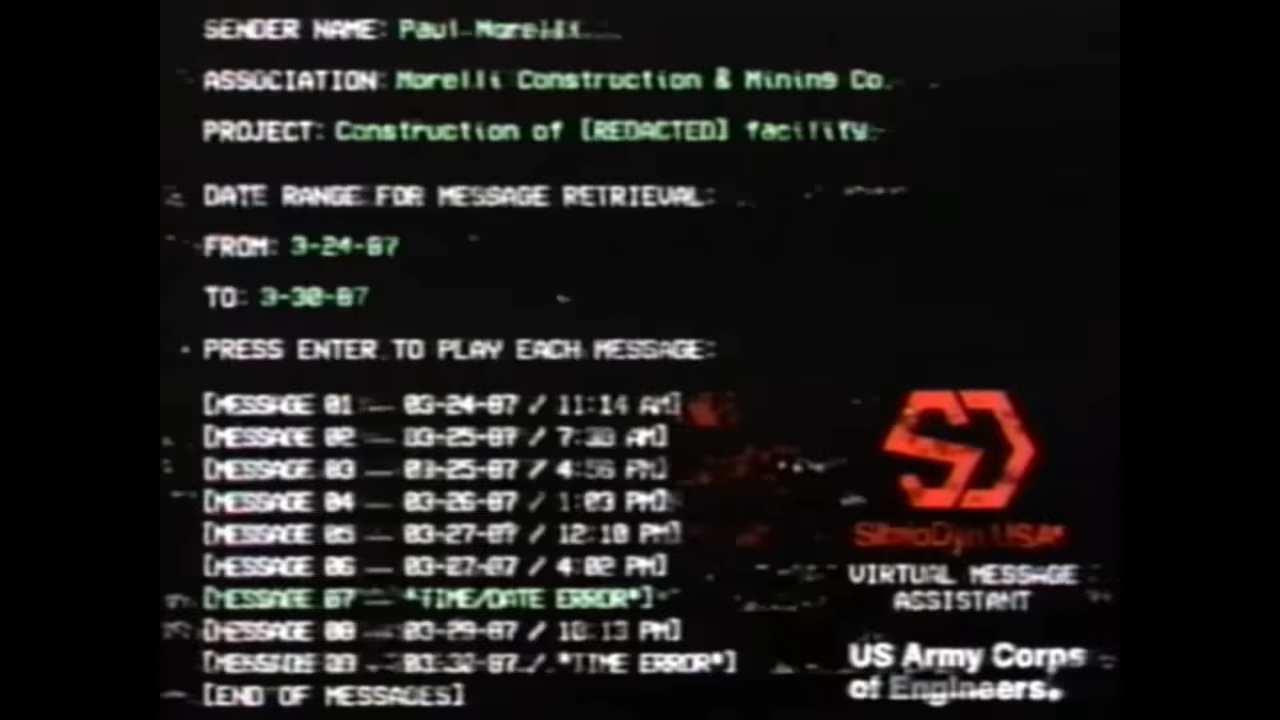 SENDER NAME: Paul Morelli
ASSOCIATION: Morelli Construction & Mining Co.
PROJECT: Construction of [REDACTED] facility.
DATE RANGE FOR MESSAGE RETRIEVAL:
FROM: 3-24-87
TO: 3-30-87
PRESS ENTER TO PLAY EACH MESSAGE:
[MESSAGE 01 — 03-24-87 / 11:14 AM]
[MESSAGE 02 — 03-25-87 / 7:30 AM]
[MESSAGE 03 — 03-25-87 / 4:56 PM]
[MESSAGE 04 — 03-26-87 / 1:03 PM]
[MESSAGE 05 — 03-27-87 / 12:10 PM]
[MESSAGE 06 — 03-27-87 / 4:02 PM]
[MESSAGE 07 — *TIME/DATE ERROR*]
[MESSAGE 08 — 03-29-87 / 10:13 PM]
[MESSAGE 09 — 03-30-87 / *TIME ERROR*]
[END OF MESSAGES]
SD
USA
VIRTUAL MESSAGE
ASSISTANT
US Army Corps
of Engineers.